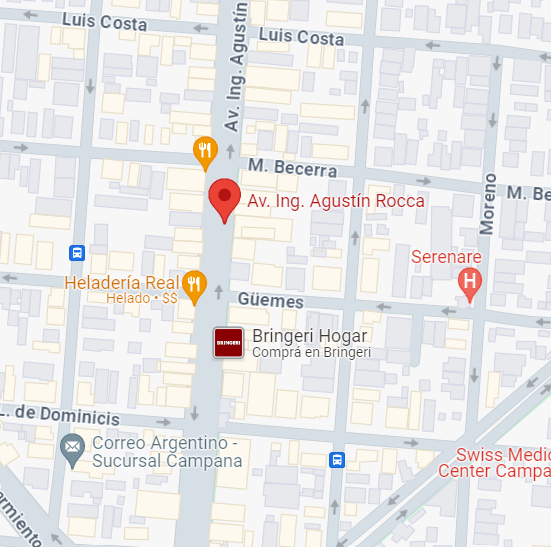 Luis Costa
Luis Costa
Av. Ing. Agustín
M. Becerra
M. Be
Moreno
Av. Ing. Agustín Rocca
Serenare
H
Heladería Real
Helado • $$
Güemes
BRINGERI
Bringeri Hogar
Comprá en Bringeri
L. de Dominicis
Correo Argentino -
Sucursal Campana
Swiss Medic
Center Campa
armiento